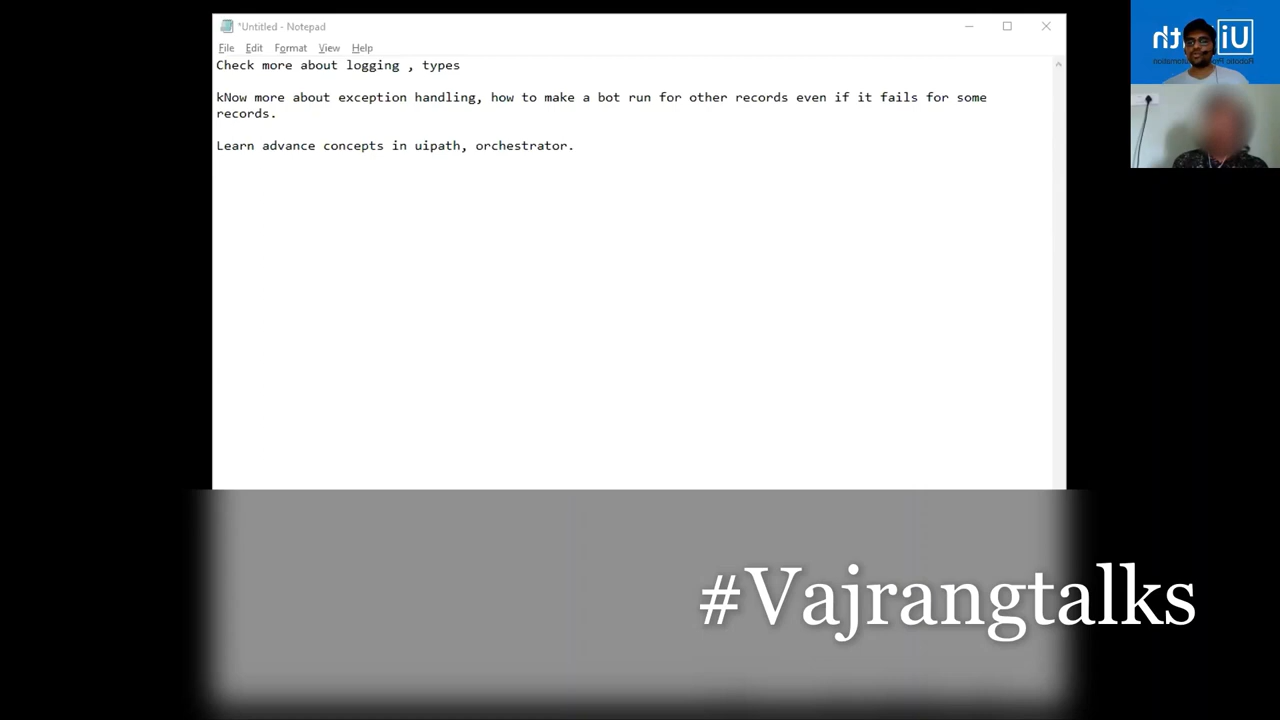 *Untitled - Notepad
File Edit Format View Help
Check more about logging , types
kNow more about exception handling, how to make a bot run for other records even if it fails for some
records.
Learn advance concepts in uipath, orchestrator.
#Vajrangtalks